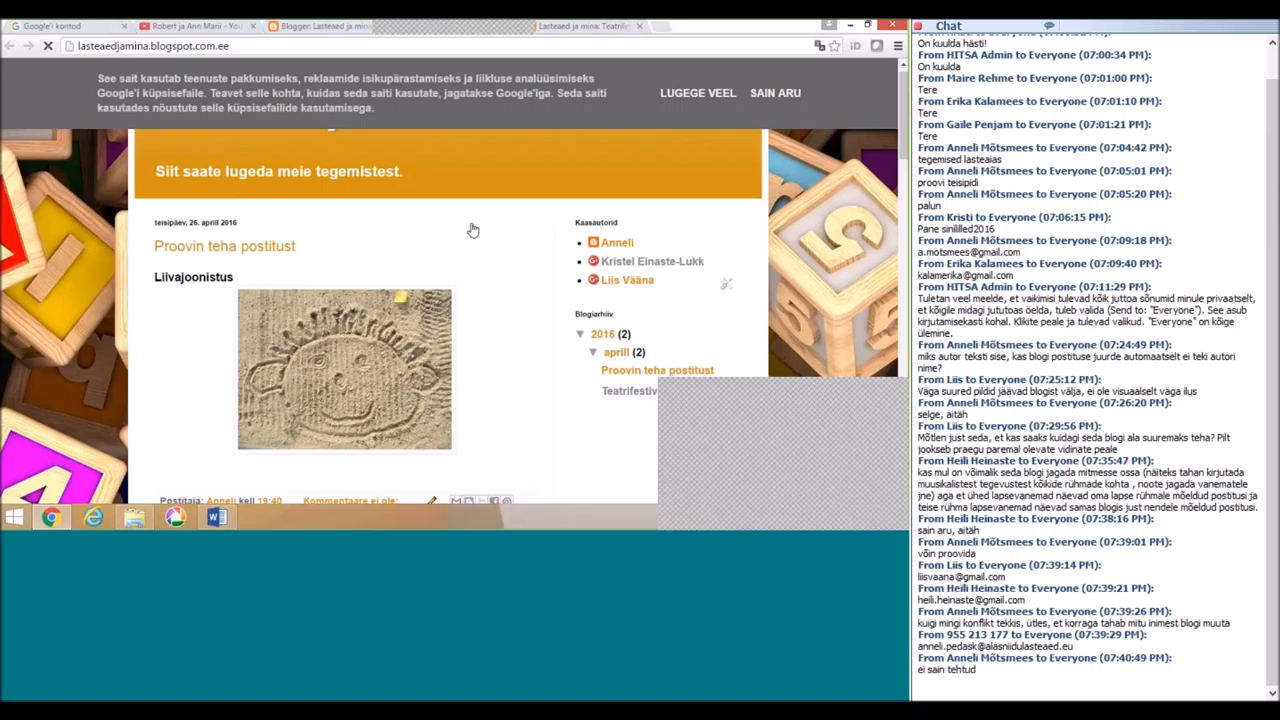 Google'i kontod
Robert ja Ann Marii - You
Blogger: Lasteaed ja mi
Lasteaed ja mina: Teatrife
lasteaedjamina.blogspot.com.ee
See sait kasutab teenuste pakkumiseks, reklaamide isikupärastamiseks ja liikluse analüüsimiseks
Google'i küpsisefaile. Teavet selle kohta, kuidas seda saiti kasutate, jagatakse Google'iga. Seda saiti
kasutades nõustute selle küpsisefailide kasutamisega.
LUGEGE VEEL
SAIN ARU
Siit saate lugeda meie tegemistest.
teisipäev, 26. aprill 2016
Proovin teha postitust
Liivajoonistus
Postitaja: Anneli kell 19:40
Kommentaare ei ole:
Kaasautorid
Anneli
Kristel Einaste-Lukk
Liis Vääna
Blogiarhiiv
▼ 2016 (2)
▼ aprill (2)
Proovin teha postitust
Teatrifestiv
5
Chat
On kuulda hästi!
From HITSA Admin to Everyone (07:00:34 PM):
On kuulda
From Maire Rehme to Everyone (07:01:00 PM):
Tere
From Erika Kalamees to Everyone (07:01:10 PM):
Tere
From Gaile Penjam to Everyone (07:01:21 PM):
Tere
From Anneli Mõtsmees to Everyone (07:04:42 PM):
tegemised lasteaias
From Anneli Mõtsmees to Everyone (07:05:01 PM):
proovi teisipidi
From Anneli Mõtsmees to Everyone (07:05:20 PM):
palun
From Kristi to Everyone (07:06:15 PM):
Pane sinililled2016
From Anneli Mõtsmees to Everyone (07:09:18 PM):
a.motsmees@gmail.com
From Erika Kalamees to Everyone (07:09:40 PM):
kalamerika@gmail.com
From HITSA Admin to Everyone (07:11:29 PM):
Tuletan veel meelde, et vaikimisi tulevad kõik juttoa sõnumid minule privaatselt,
et kõigile midagi jututoas öelda, tuleb valida (Send to: "Everyone"). See asub
kirjutamisekasti kohal. Klikite peale ja tulevad valikud. "Everyone" on kõige
ülemine.
From Anneli Mõtsmees to Everyone (07:24:49 PM):
miks autor teksti sise, kas blogi postituse juurde automaatselt ei teki autori
nime?
From Liis to Everyone (07:25:12 PM):
Väga suured pildid jäävad blogist välja, ei ole visuaalselt väga ilus
From Anneli Mõtsmees to Everyone (07:26:20 PM):
selge, aitäh
From Liis to Everyone (07:29:56 PM):
Mõtlen just seda, et kas saaks kuidagi seda blogi ala suuremaks teha? Pilt
jookseb praegu paremal olevate vidinate peale
From Heili Heinaste to Everyone (07:35:47 PM):
kas mul on võimalik seda blogi jagada mitmesse ossa (näiteks tahan kirjutada
muusikalistest tegevustest kõikide rühmade kohta , noote jagada vanematele
jne) aga et ühed lapsevanemad näevad oma lapse rühmale mõeldud postitusi ja
teise rühma lapsevanemad näevad samas blogis just nendele mõeldud postitusi.
From Heili Heinaste to Everyone (07:38:16 PM):
sain aru, aitäh
From Anneli Mõtsmees to Everyone (07:39:01 PM):
võin proovida
From Liis to Everyone (07:39:14 PM):
liisvaana@gmail.com
From Heili Heinaste to Everyone (07:39:21 PM):
heili.heinaste@gmail.com
From Anneli Mõtsmees to Everyone (07:39:26 PM):
kuigi mingi konflikt tekkis, ütles, et korraga tahab mitu inimest blogi muuta
From 955 213 177 to Everyone (07:39:29 PM):
anneli.pedask@alasniidulasteaed.eu
From Anneli Mõtsmees to Everyone (07:40:49 PM):
ei sain tehtud